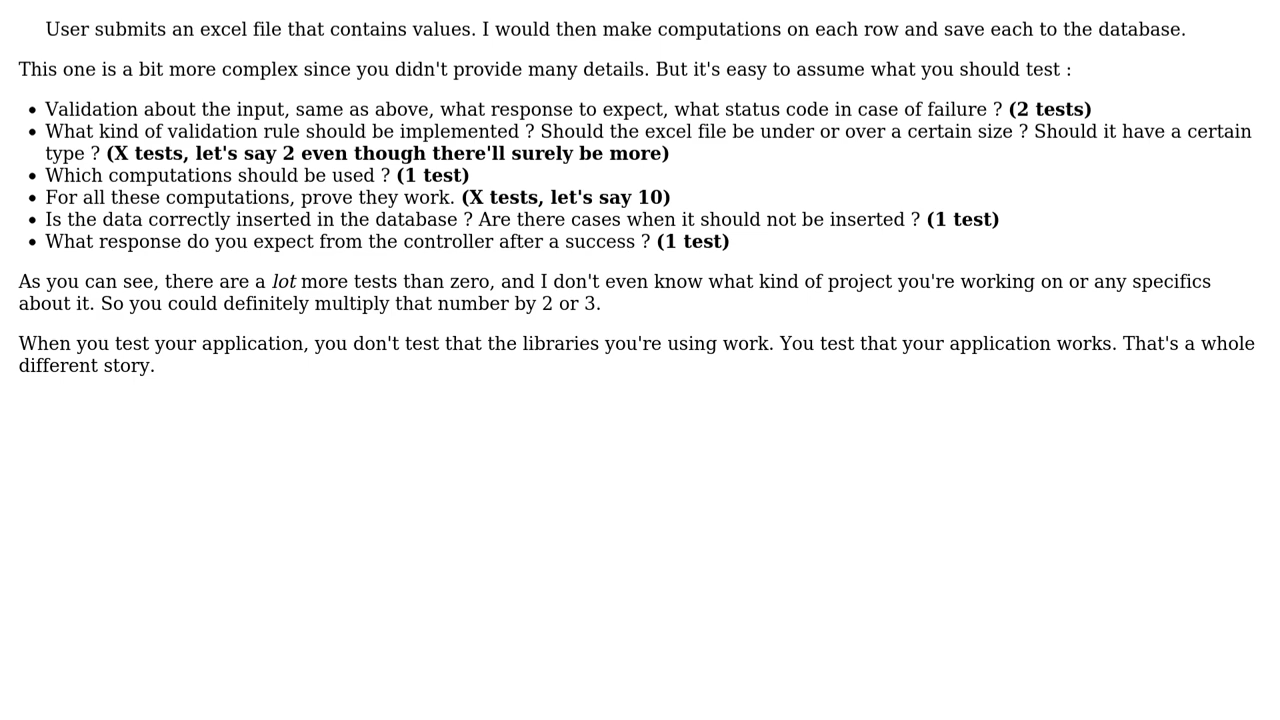 User submits an excel file that contains values. I would then make computations on each row and save each to the database.
This one is a bit more complex since you didn't provide many details. But it's easy to assume what you should test :
• Validation about the input, same as above, what response to expect, what status code in case of failure ? (2 tests)
• What kind of validation rule should be implemented ? Should the excel file be under or over a certain size ? Should it have a certain
type ? (X tests, let's say 2 even though there'll surely be more)
• Which computations should be used ? (1 test)
• For all these computations, prove they work. (X tests, let's say 10)
• Is the data correctly inserted in the database ? Are there cases when it should not be inserted ? (1 test)
• What response do you expect from the controller after a success ? (1 test)
As you can see, there are a lot more tests than zero, and I don't even know what kind of project you're working on or any specifics
about it. So you could definitely multiply that number by 2 or 3.
When you test your application, you don't test that the libraries you're using work. You test that your application works. That's a whole
different story.